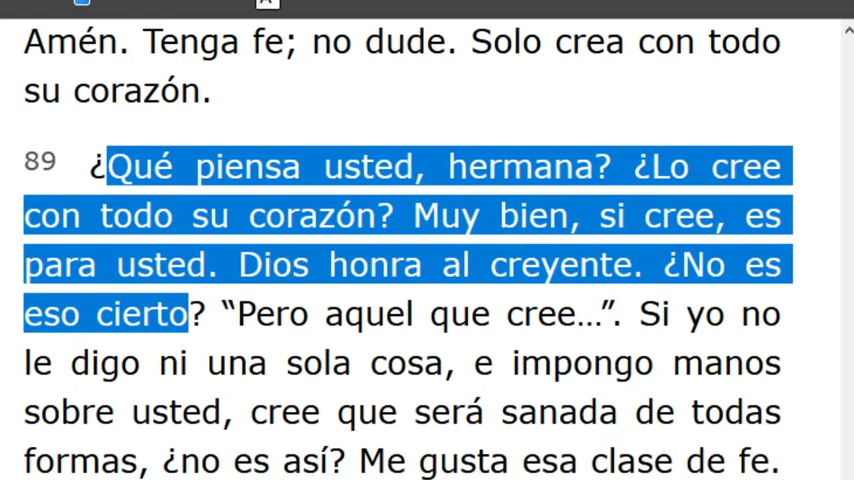 Amén. Tenga fe; no dude. Solo crea con todo
su corazón.
89 ¿Qué piensa usted, hermana? ¿Lo cree
con todo su corazón? Muy bien, si cree, es
para usted. Dios honra al creyente. ¿No es
eso cierto? “Pero aquel que cree…”. Si yo no
le digo ni una sola cosa, e impongo manos
sobre usted, cree que será sanada de todas
formas, ¿no es así? Me gusta esa clase de fe.